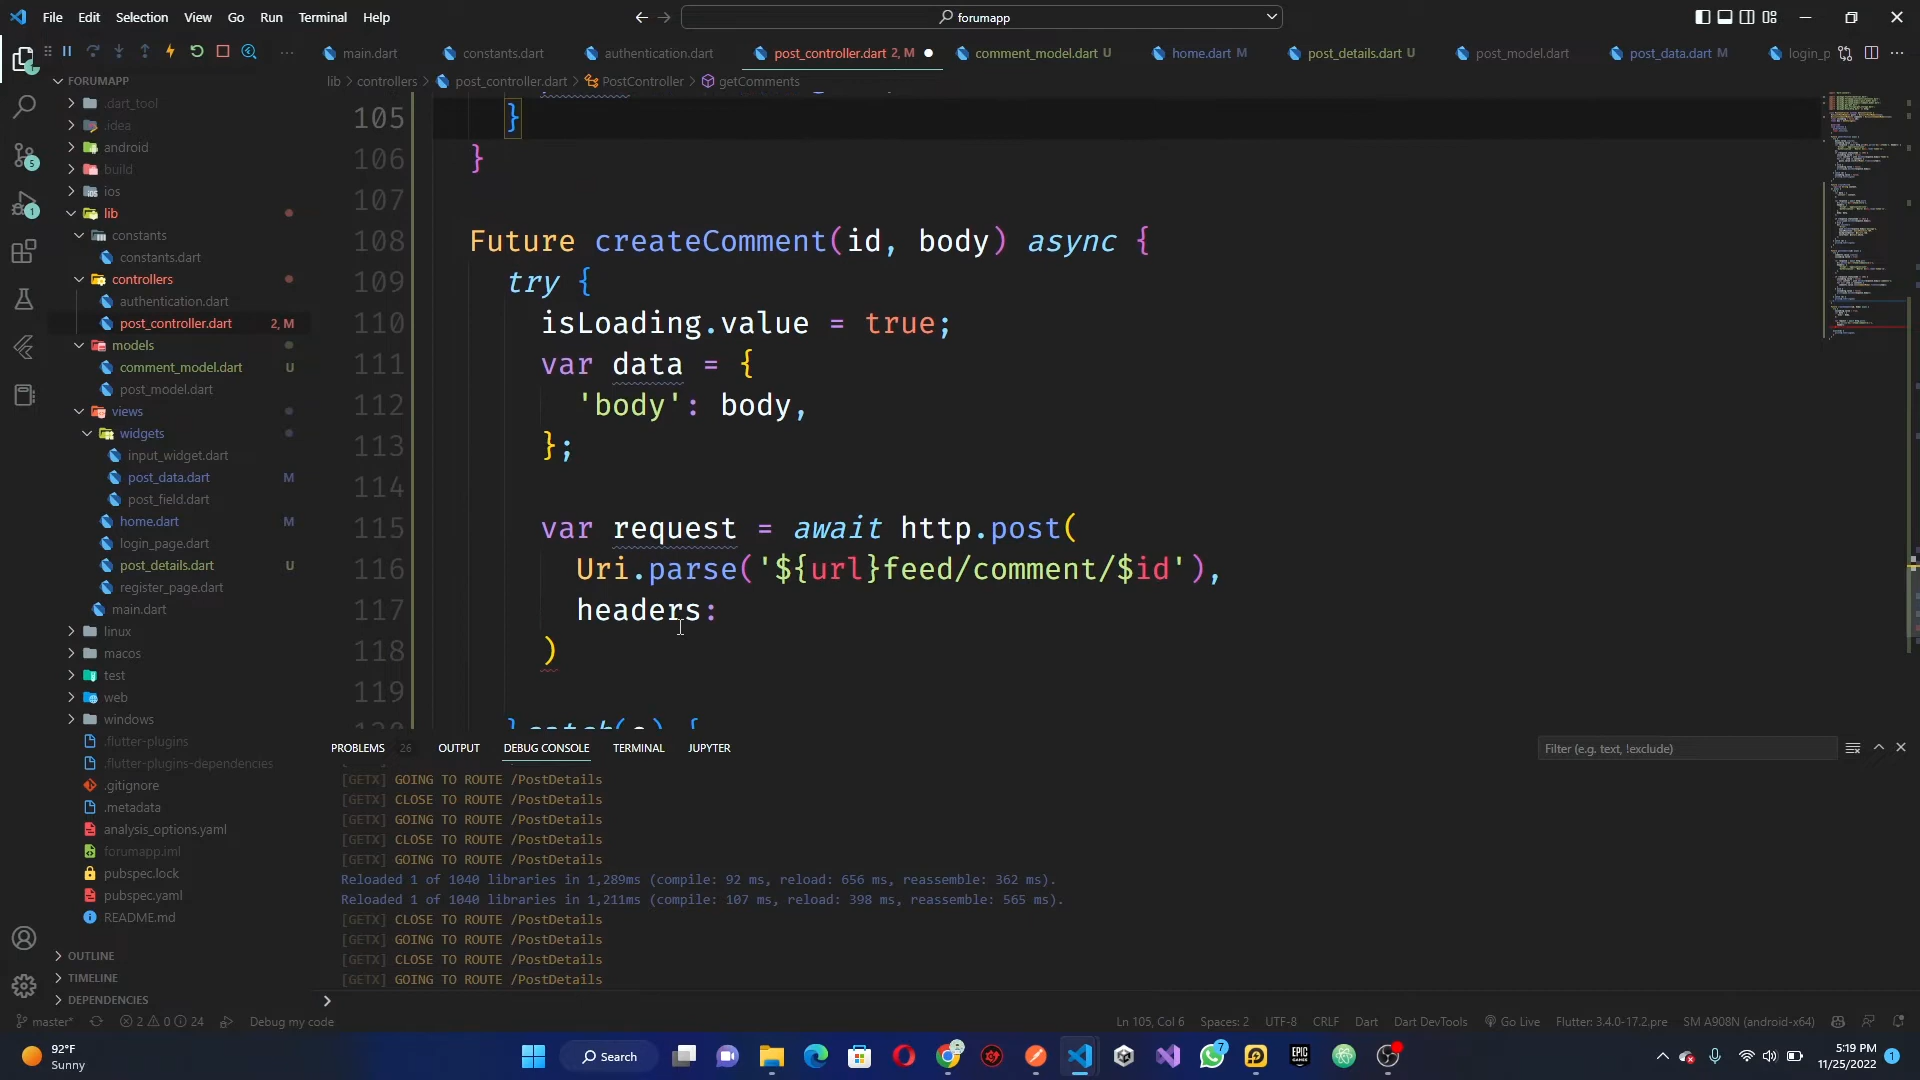 File Edit Selection View Go Run Terminal Help
forumapp
main.dart constants.dart authentication.dart post_controller.dart 2, M comment_model.dart U home.dart M post_details.dart U post_model.dart post_data.dart M login_p
lib > controllers > post_controller.dart > PostController > getComments
FORUMAPP
.dart_tool
.idea
android
build
ios
lib
constants
constants.dart
controllers
authentication.dart
post_controller.dart 2, M
models
comment_model.dart U
post_model.dart
views
widgets
input_widget.dart
post_data.dart M
post_field.dart
home.dart M
login_page.dart
post_details.dart U
register_page.dart
main.dart
linux
macos
test
web
windows
.flutter-plugins
.flutter-plugins-dependencies
.gitignore
.metadata
analysis_options.yaml
forumapp.iml
pubspec.lock
pubspec.yaml
README.md
OUTLINE
TIMELINE
DEPENDENCIES
105 }
106 }
107
108 Future createComment(id, body) async {
109 try {
110 isLoading.value = true;
111 var data = {
112 'body': body,
113 };
114
115 var request = await http.post(
116 Uri.parse('${url}feed/comment/$id'),
117 headers:
118 )
119
120 } catch(e) {
PROBLEMS 26 OUTPUT DEBUG CONSOLE TERMINAL JUPYTER
Filter (e.g. text, !exclude)
[GETX] GOING TO ROUTE /PostDetails
[GETX] CLOSE TO ROUTE /PostDetails
[GETX] GOING TO ROUTE /PostDetails
[GETX] CLOSE TO ROUTE /PostDetails
[GETX] GOING TO ROUTE /PostDetails
Reloaded 1 of 1040 libraries in 1,289ms (compile: 92 ms, reload: 656 ms, reassemble: 362 ms).
Reloaded 1 of 1040 libraries in 1,211ms (compile: 107 ms, reload: 398 ms, reassemble: 565 ms).
[GETX] CLOSE TO ROUTE /PostDetails
[GETX] GOING TO ROUTE /PostDetails
[GETX] CLOSE TO ROUTE /PostDetails
[GETX] GOING TO ROUTE /PostDetails
master* 2 0 24 Debug my code
Ln 105, Col 6 Spaces: 2 UTF-8 CRLF Dart Dart DevTools Go Live Flutter: 3.4.0-17.2.pre SM A908N (android-x64)
92°F
Sunny
Search
5:19 PM
11/25/2022